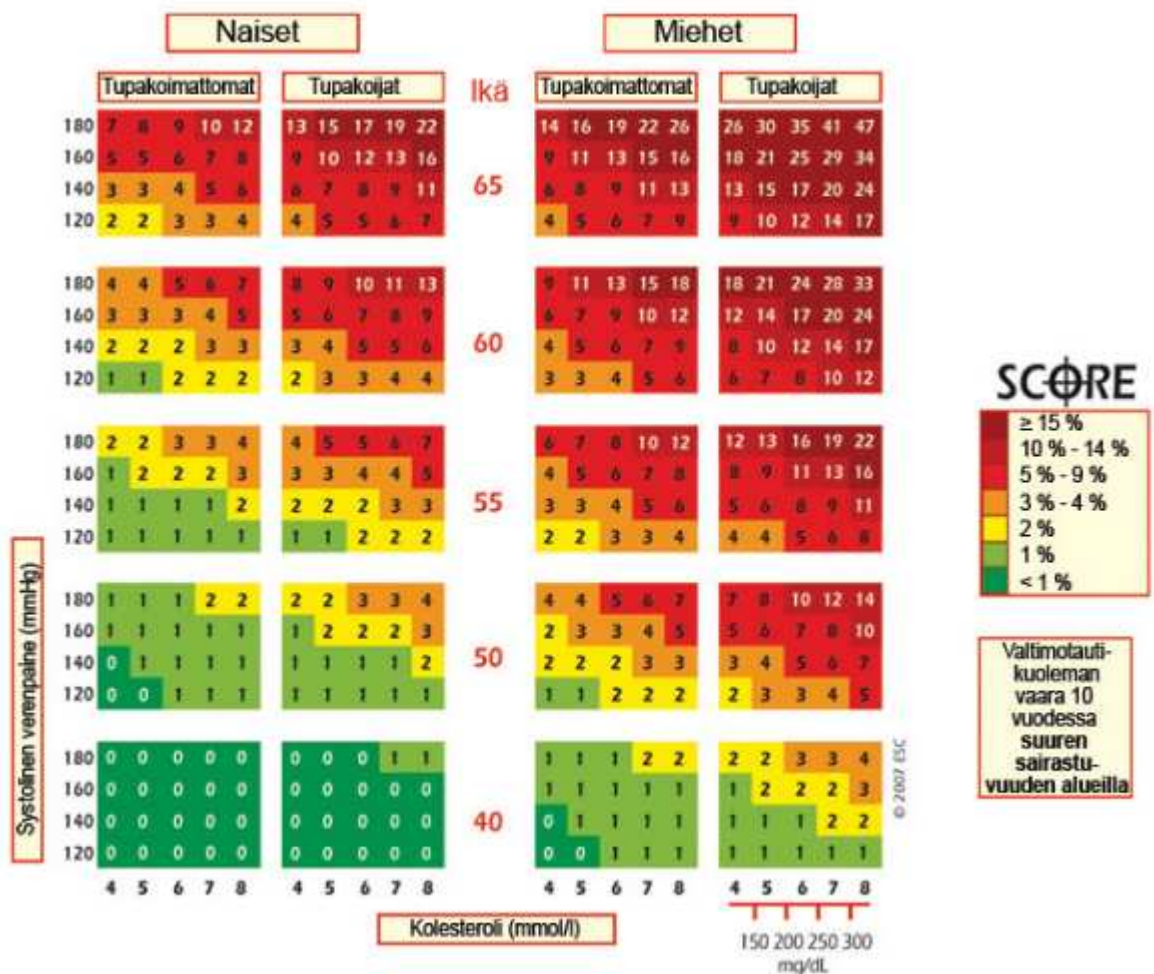 Naiset Miehet
Tupakoimattomat Tupakoijat Ikä Tupakoimattomat Tupakoijat
180 7 8 9 10 12 13 15 17 19 22 14 16 19 22 26 26 30 35 41 47
160 5 5 6 7 8 9 10 12 13 16 9 11 13 15 16 18 21 25 29 34
65
140 3 3 4 5 6 6 7 8 9 11 6 8 9 11 13 13 15 17 20 24
120 2 2 3 3 4 4 5 5 6 7 4 5 6 7 9 9 10 12 14 17
180 4 4 5 6 7 8 9 10 11 13 9 11 13 15 18 18 21 24 28 33
160 3 3 3 4 5 5 6 7 8 9 6 7 9 10 12 12 14 17 20 24
60
140 2 2 2 3 3 3 4 5 5 6 4 5 6 7 9 8 10 12 14 17
120 1 1 2 2 2 2 3 3 4 4 3 3 4 5 6 6 7 8 10 12
180 2 2 3 3 4 4 5 5 6 7 6 7 8 10 12 12 13 16 19 22
160 1 2 2 2 3 3 3 4 4 5 4 5 6 7 8 8 9 11 13 16
55
140 1 1 1 1 2 2 2 2 3 3 3 3 4 5 6 5 6 8 9 11
120 1 1 1 1 1 1 1 2 2 2 2 2 3 3 4 4 4 5 6 8
180 1 1 1 2 2 2 2 3 3 4 4 4 5 6 7 7 8 10 12 14
160 1 1 1 1 1 1 2 2 2 3 2 3 3 4 5 5 6 7 8 10
50
140 0 1 1 1 1 1 1 1 1 2 2 2 2 3 3 3 4 5 6 7
120 0 0 1 1 1 1 1 1 1 1 1 1 2 2 2 2 3 3 4 5
180 0 0 0 0 0 0 0 0 1 1 1 1 1 2 2 2 2 3 3 4
160 0 0 0 0 0 0 0 0 0 0 1 1 1 1 1 1 2 2 2 3
40
140 0 0 0 0 0 0 0 0 0 0 0 1 1 1 1 1 1 1 2 2
120 0 0 0 0 0 0 0 0 0 0 0 0 1 1 1 1 1 1 1 1
4 5 6 7 8 4 5 6 7 8 4 5 6 7 8 4 5 6 7 8
Systolinen verenpaine (mmHg)
Kolesteroli (mmol/l)
150 200 250 300
mg/dL
© 2007 ESC
SCORE
≥ 15 %
10 % - 14 %
5 % - 9 %
3 % - 4 %
2 %
1 %
< 1 %
Valtimotauti-
kuoleman
vaara 10
vuodessa
suuren
sairastu-
vuuden alueilla